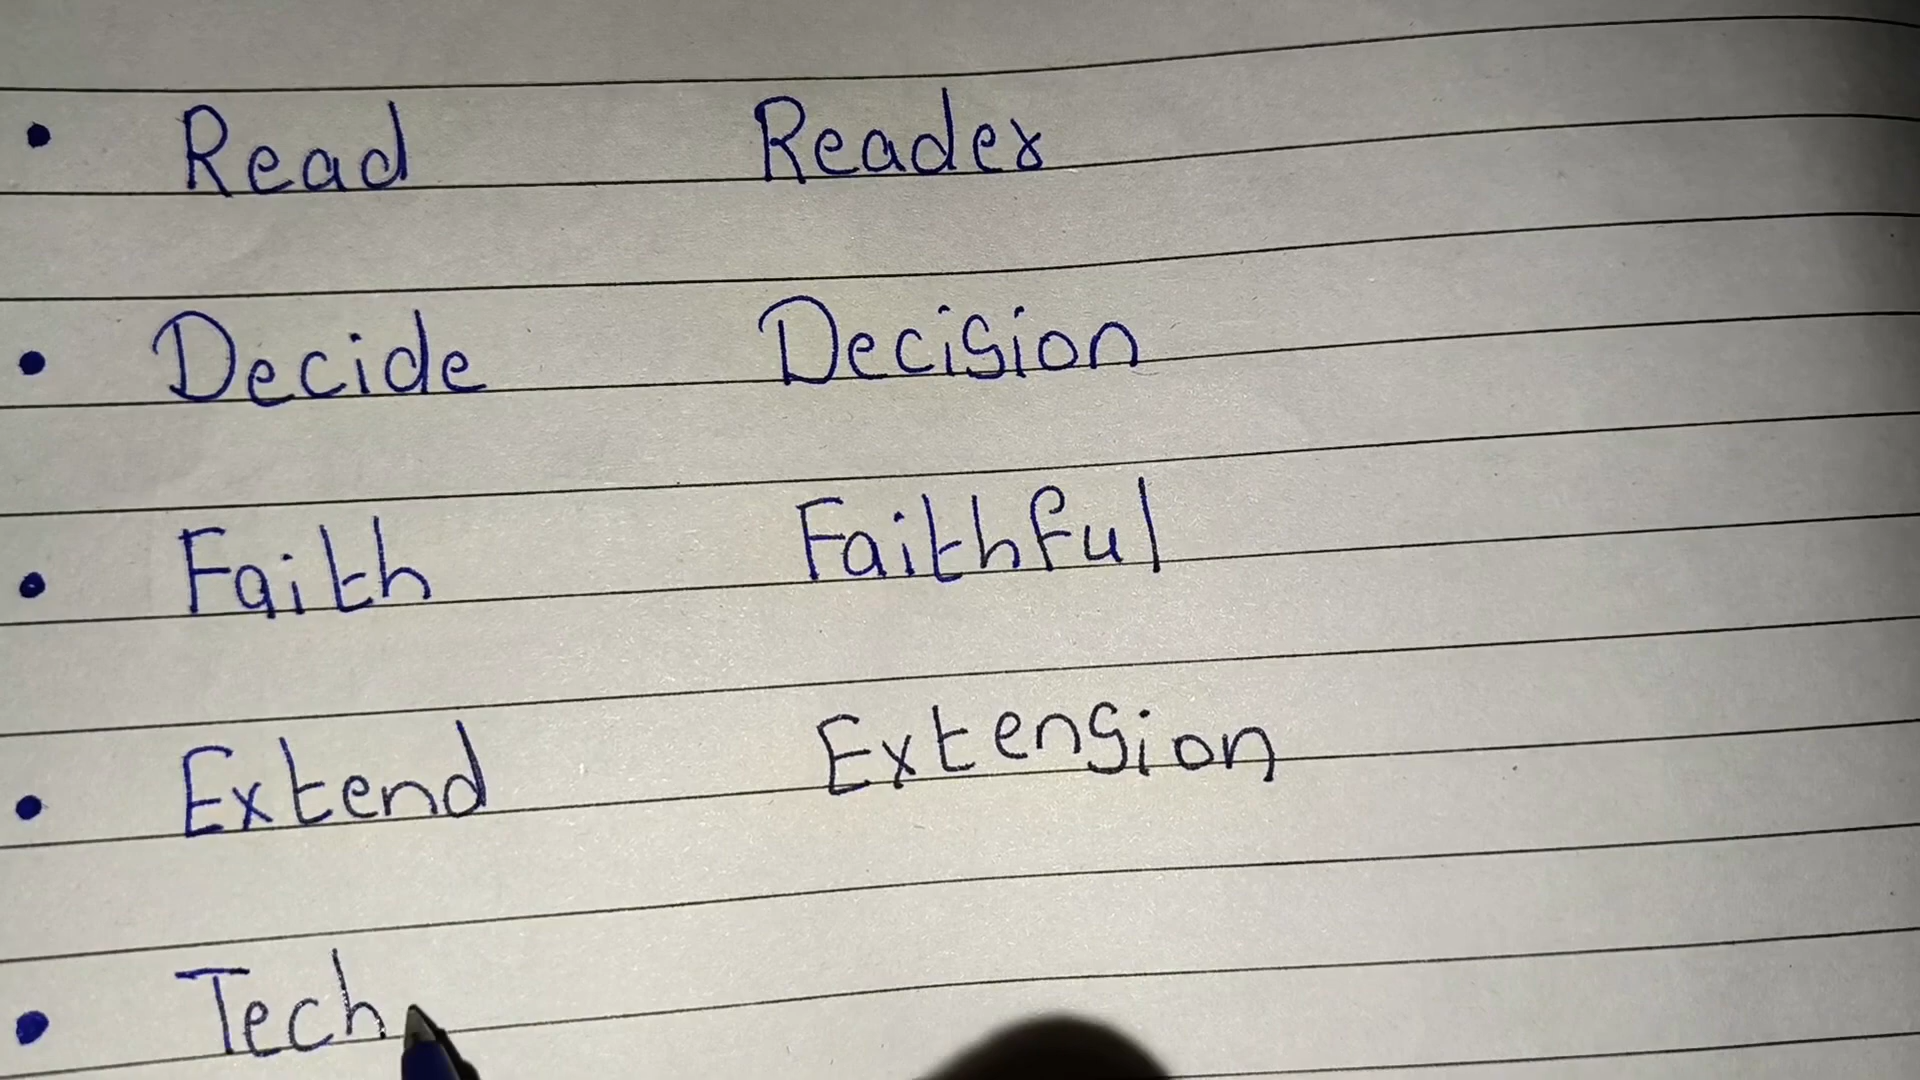 • Read Reader
• Decide Decision
• Faith Faithful
• Extend Extension
• Tech